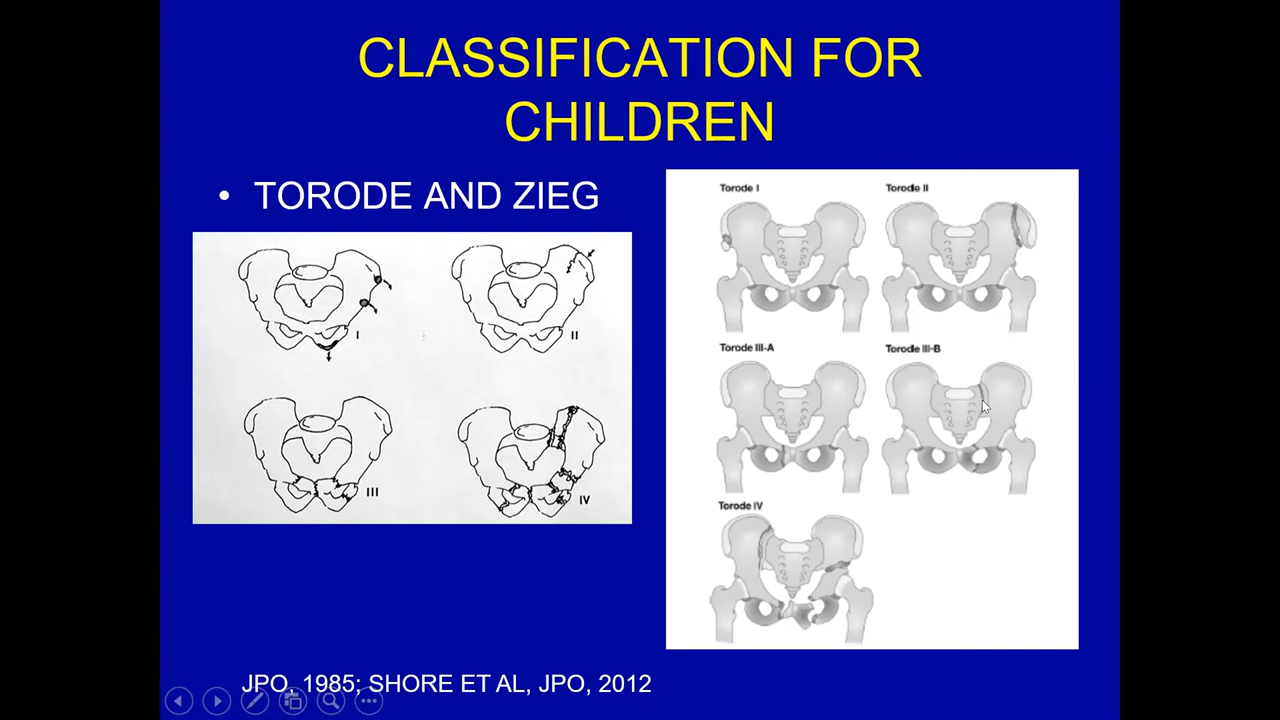 CLASSIFICATION FOR
CHILDREN
• TORODE AND ZIEG
I
II
III
IV
Torode I
Torode II
Torode III-A
Torode III-B
Torode IV
JPO, 1985; SHORE ET AL, JPO, 2012